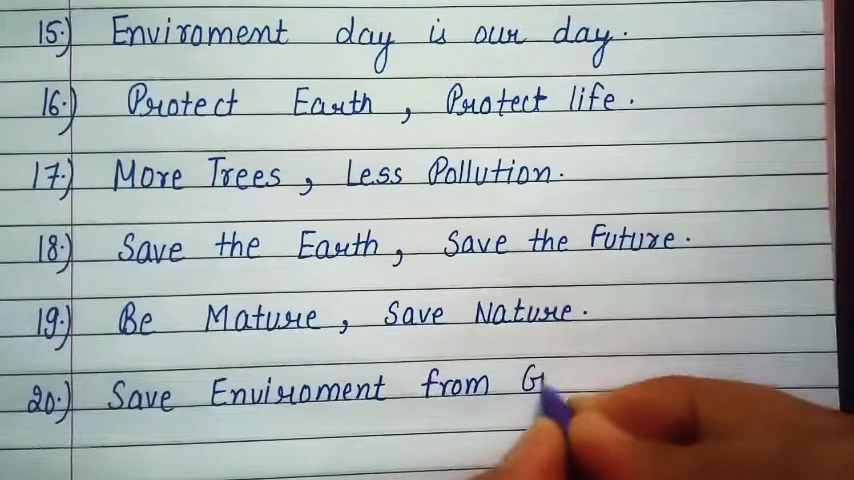 15.) Enviroment day is our day.
16.) Protect Earth, Protect life.
17.) More Trees, Less Pollution.
18.) Save the Earth, Save the Future.
19.) Be Mature, Save Nature.
20.) Save Enviroment from G